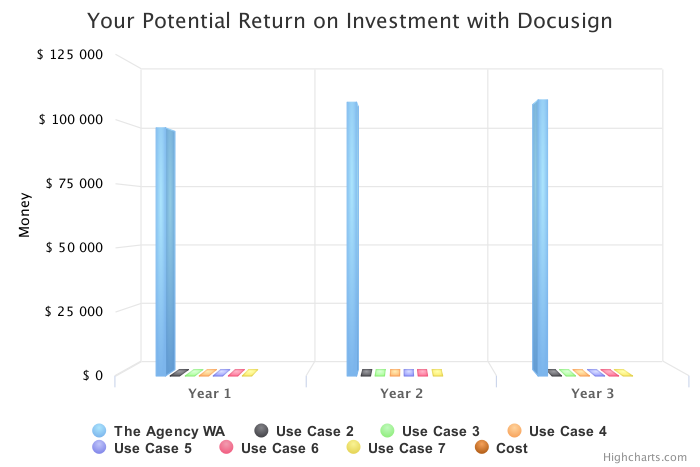 Your Potential Return on Investment with Docusign
$ 125 000
$ 100 000
$ 75 000
$ 50 000
$ 25 000
$ 0
Money
Year 1
Year 2
Year 3
The Agency WA Use Case 2 Use Case 3 Use Case 4
Use Case 5 Use Case 6 Use Case 7 Cost
Highcharts.com